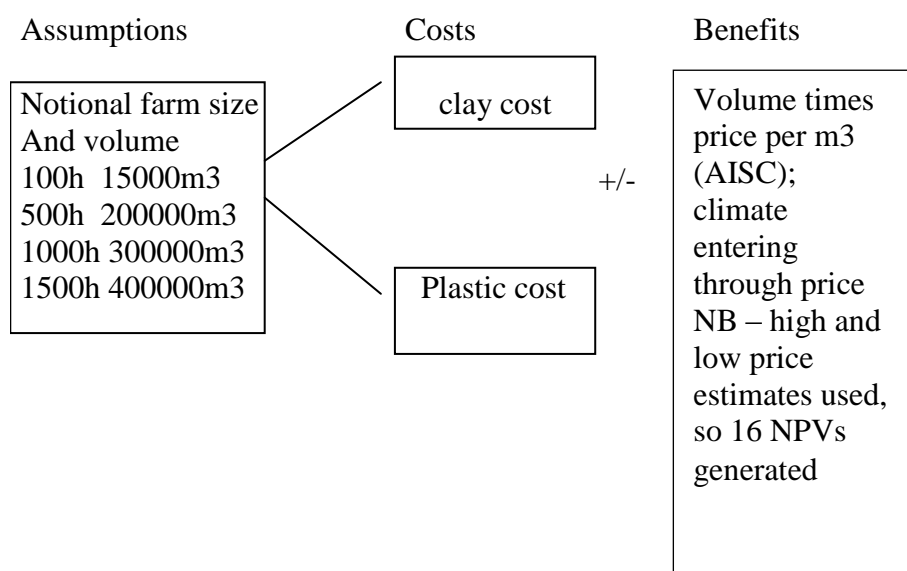 Assumptions
Costs
Benefits
Notional farm size
And volume
100h  15000m3
500h  200000m3
1000h 300000m3
1500h 400000m3
clay cost
Plastic cost
+/-
Volume times
price per m3
(AISC);
climate
entering
through price
NB – high and
low price
estimates used,
so 16 NPVs
generated